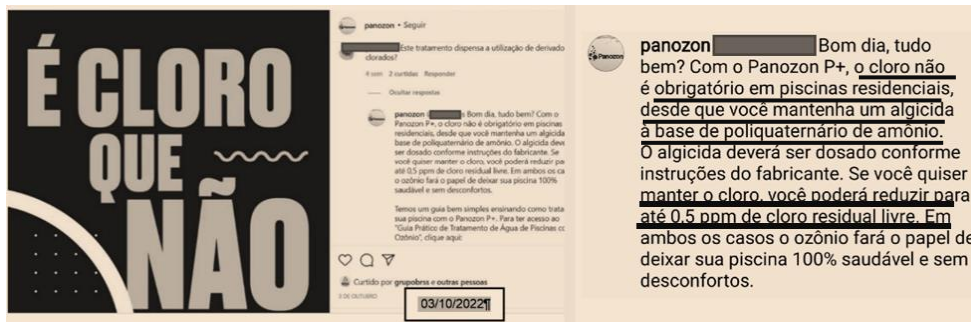 É CLORO
QUE
NÃO
panozon • Seguir
Este tratamento dispensa a utilização de derivado
clorados?
2 curtidas Responder
Ocultar respostas
panozon Bom dia, tudo bem? Com o
Panozon P+, o cloro não é obrigatório em piscinas
residenciais, desde que você mantenha um algicida
base de poliquaternário de amônio. O algicida deve
ser dosado conforme instruções do fabricante. Se
você quiser manter o cloro, você poderá reduzir pa
até 0,5 ppm de cloro residual livre. Em ambos os ca
o ozônio fará o papel de deixar sua piscina 100%
saudável e sem desconfortos.
Temos um guia bem simples ensinando como trata
sua piscina com o Panozon P+. Para ter acesso ao
"Guia Prático de Tratamento de Água de Piscinas cc
Ozônio", clique aqui:
Curtido por grupobrss e outras pessoas
3 DE OUTUBRO
03/10/2022¶
Panozon
panozon Bom dia, tudo
bem? Com o Panozon P+, o cloro não
é obrigatório em piscinas residenciais,
desde que você mantenha um algicida
à base de poliquaternário de amônio.
O algicida deverá ser dosado conforme
instruções do fabricante. Se você quiser
manter o cloro, você poderá reduzir para
até 0,5 ppm de cloro residual livre. Em
ambos os casos o ozônio fará o papel de
deixar sua piscina 100% saudável e sem
desconfortos.